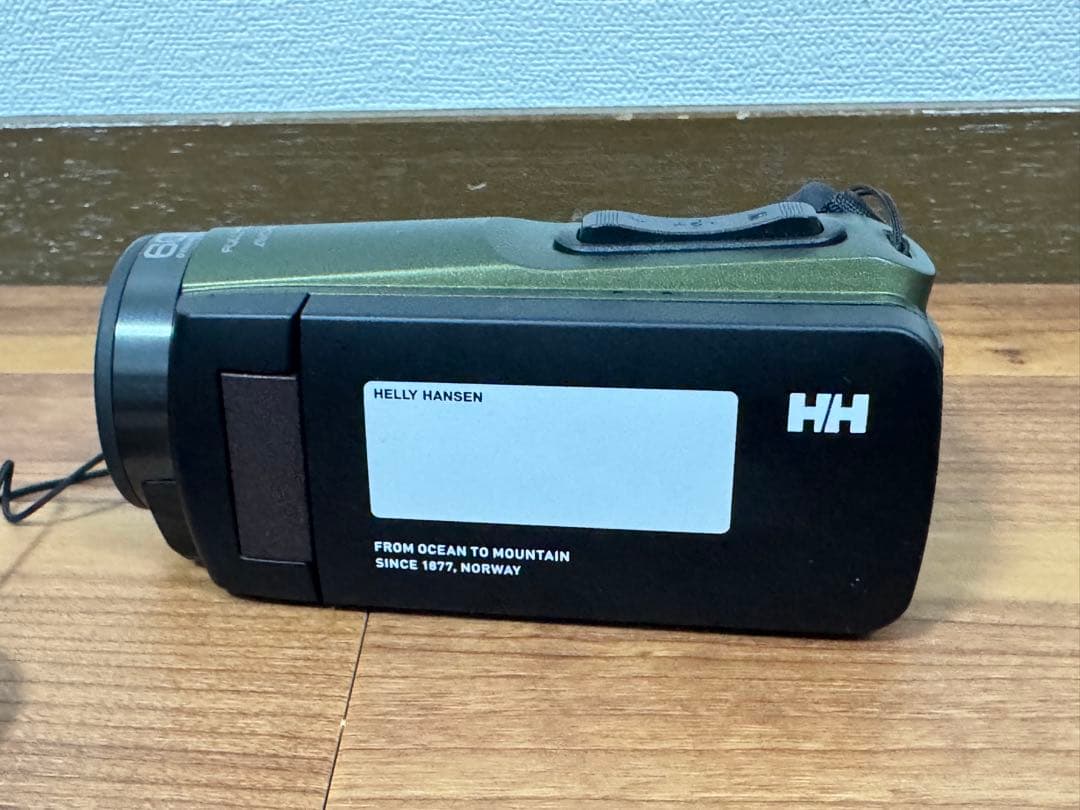 HELLY HANSEN
HH
FROM OCEAN TO MOUNTAIN
SINCE 1877, NORWAY